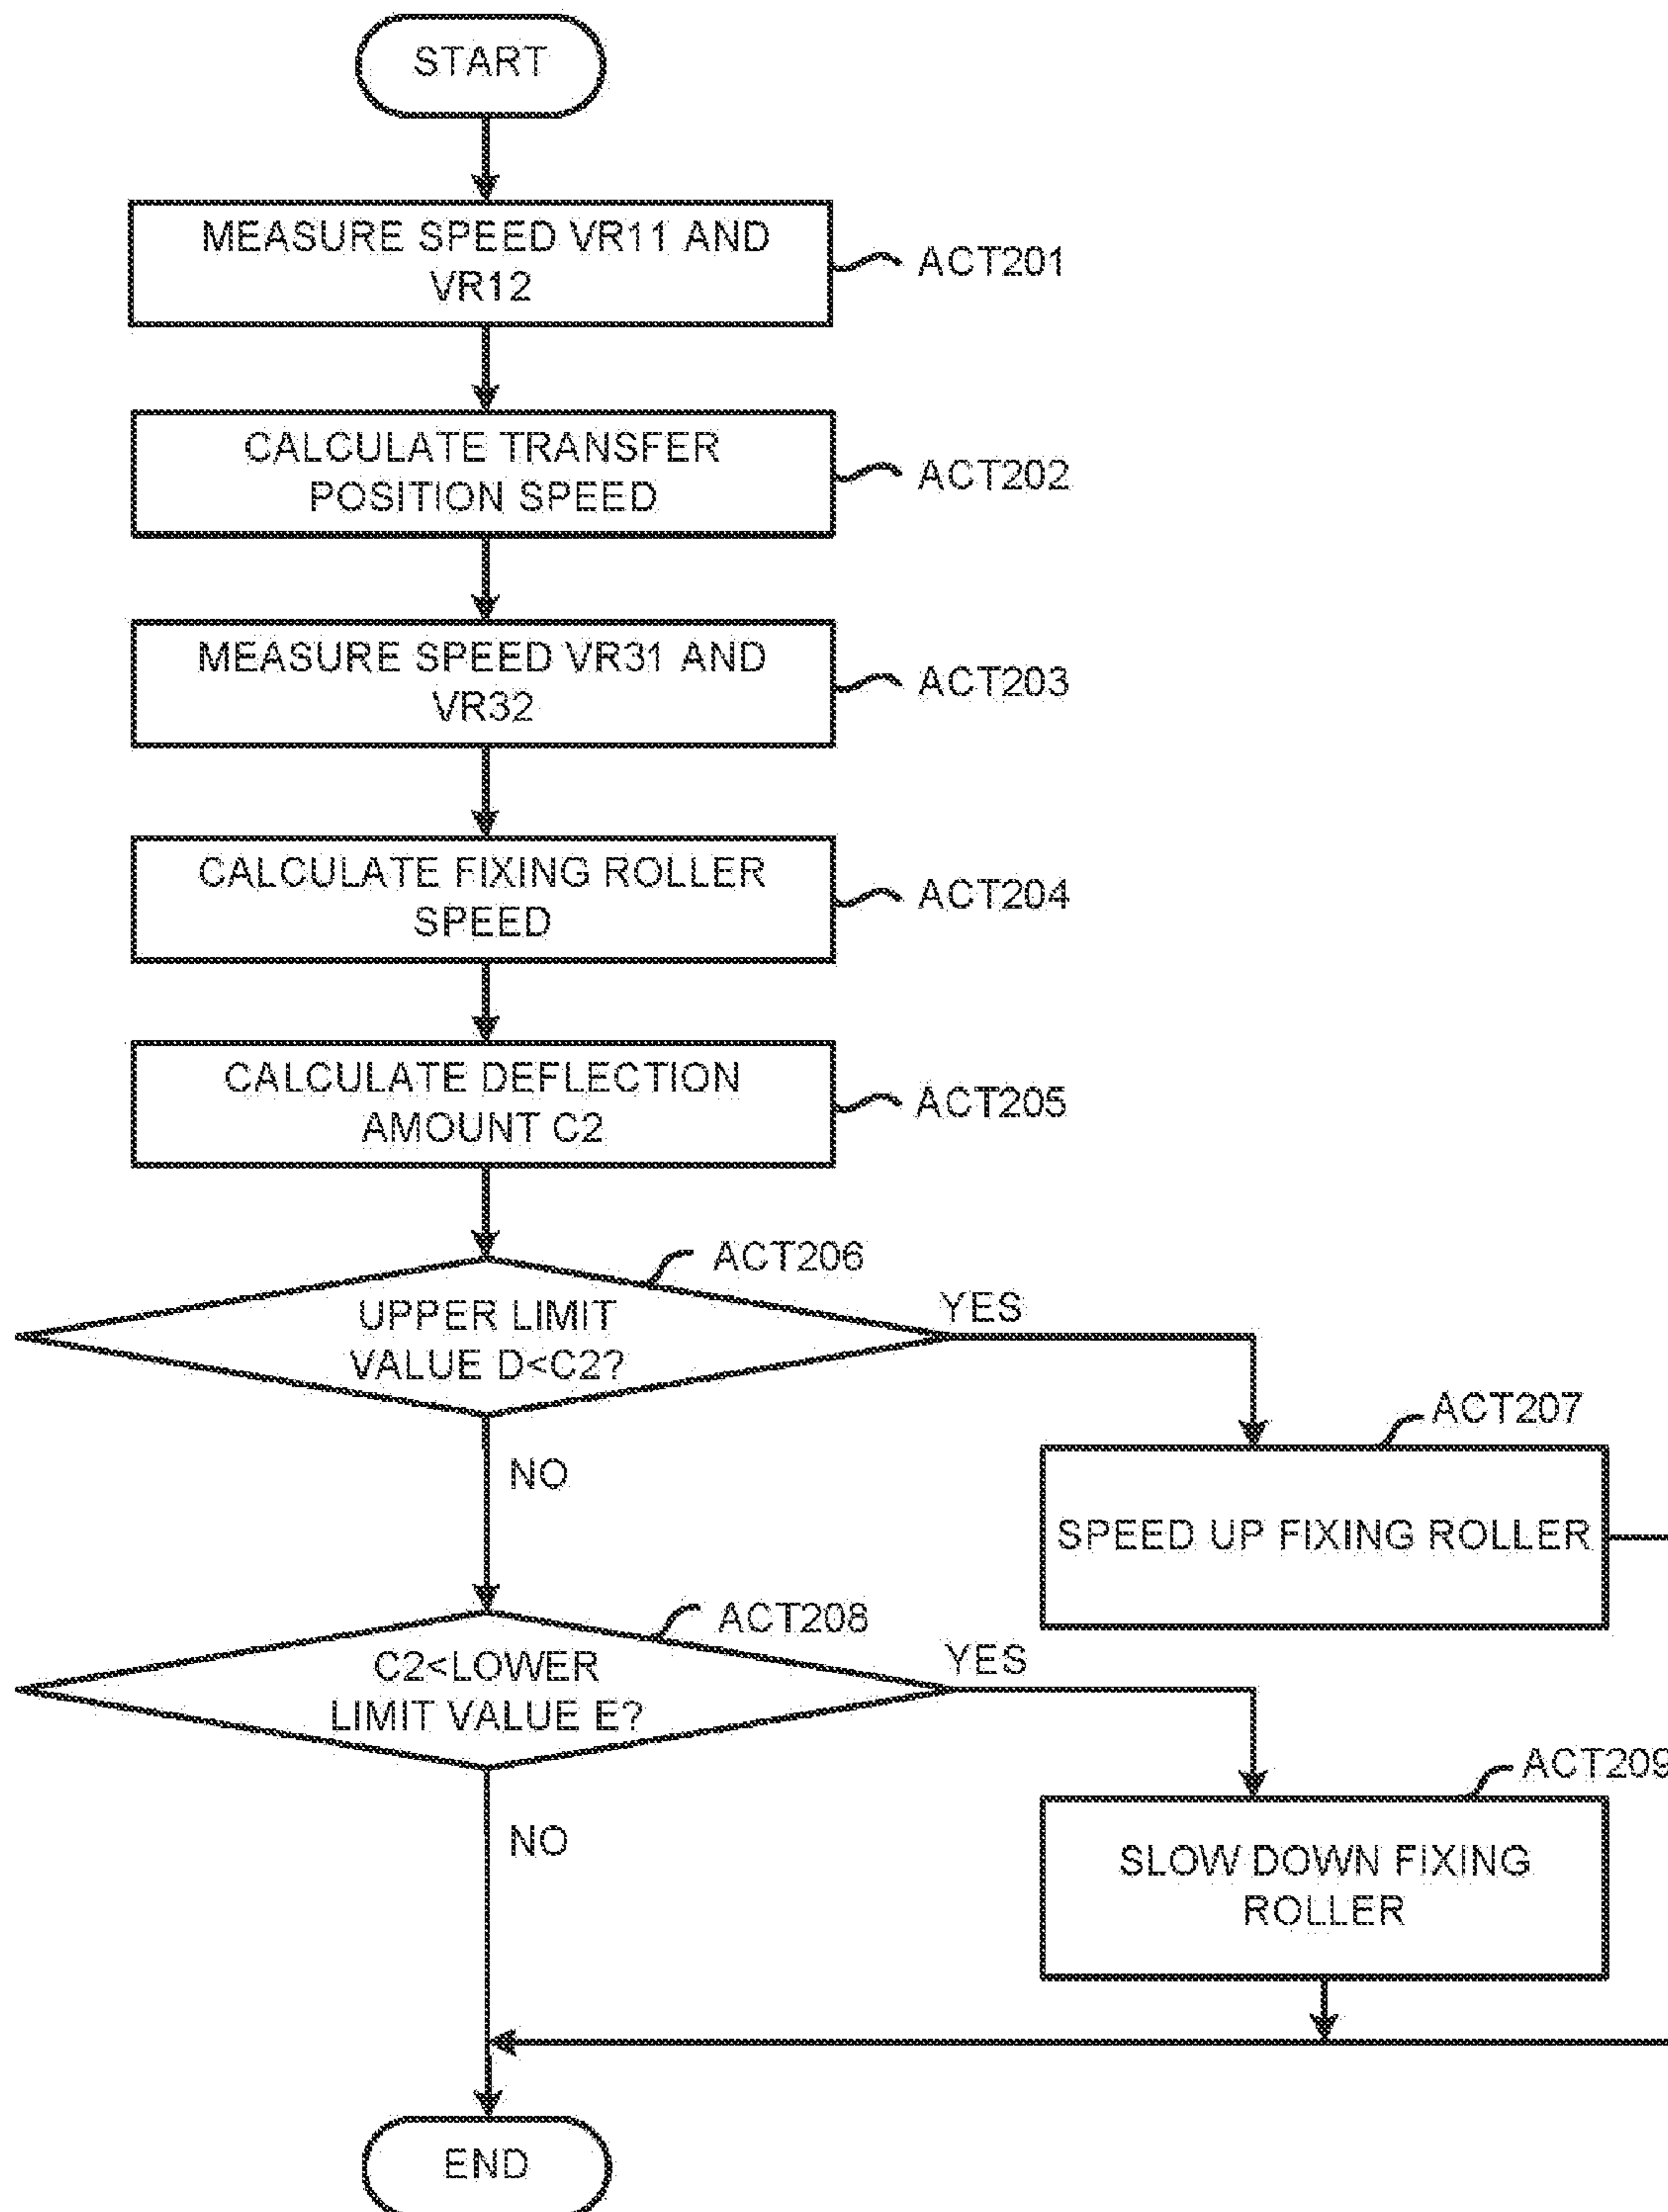 START
MEASURE SPEED VR11 AND
VR12
ACT201
CALCULATE TRANSFER
POSITION SPEED
ACT202
MEASURE SPEED VR31 AND
VR32
ACT203
CALCULATE FIXING ROLLER
SPEED
ACT204
CALCULATE DEFLECTION
AMOUNT C2
ACT205
ACT206
UPPER LIMIT
VALUE D<C2?
YES
NO
ACT207
SPEED UP FIXING ROLLER
ACT208
C2<LOWER
LIMIT VALUE E?
YES
NO
ACT209
SLOW DOWN FIXING
ROLLER
END